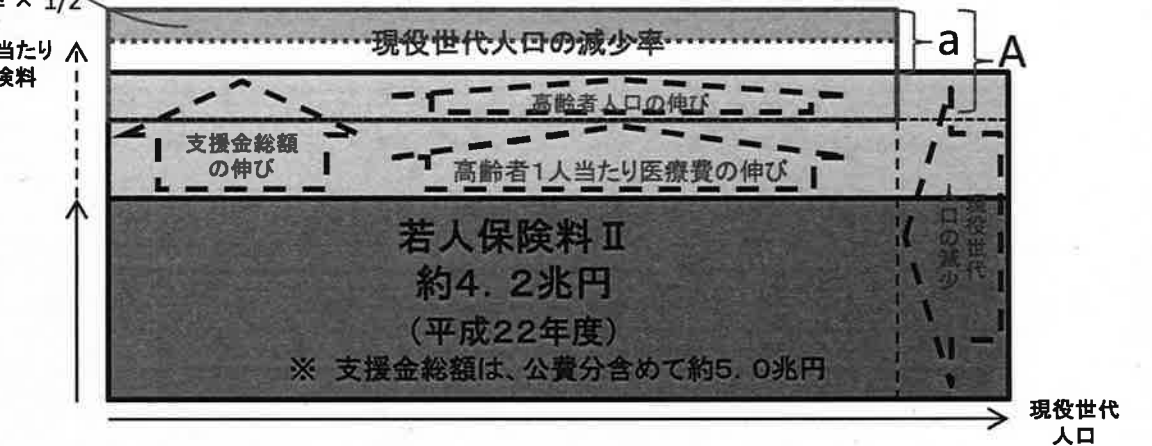 × 1/2
当たり
険料
現役世代人口の減少率
a
A
高齢者人口の伸び
支援金総額
の伸び
高齢者1人当たり医療費の伸び
若人保険料Ⅱ
約4.2兆円
(平成22年度)
※ 支援金総額は、公費分含めて約5.0兆円
現役世代
人口の減少
現役世代
人口